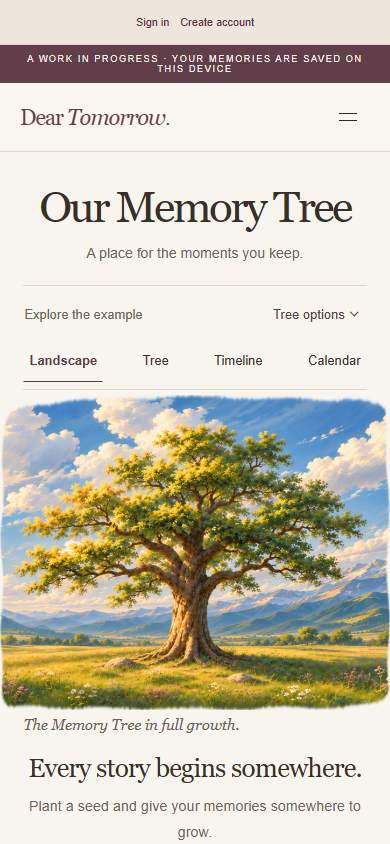 Sign in Create account
A WORK IN PROGRESS · YOUR MEMORIES ARE SAVED ON
THIS DEVICE
Dear Tomorrow.
Our Memory Tree
A place for the moments you keep.
Explore the example
Tree options
Landscape Tree Timeline Calendar
The Memory Tree in full growth.
Every story begins somewhere.
Plant a seed and give your memories somewhere to
grow.